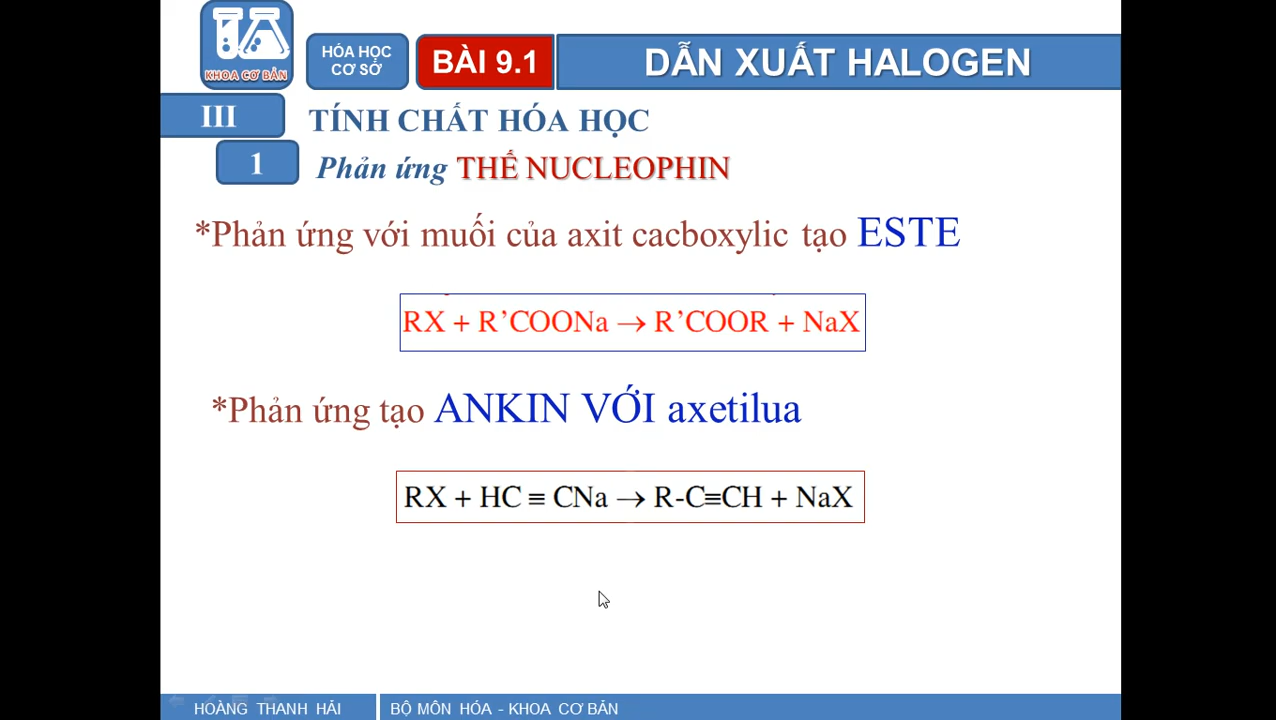 KHOA CƠ BẢN
HÓA HỌC
CƠ SỞ
BÀI 9.1
DẪN XUẤT HALOGEN
III
TÍNH CHẤT HÓA HỌC
1
Phản ứng THẾ NUCLEOPHIN
*Phản ứng với muối của axit cacboxylic tạo ESTE
RX + R’COONa → R’COOR + NaX
*Phản ứng tạo ANKIN VỚI axetilua
RX + HC ≡ CNa → R-C≡CH + NaX
HOÀNG THANH HẢI
BỘ MÔN HÓA - KHOA CƠ BẢN